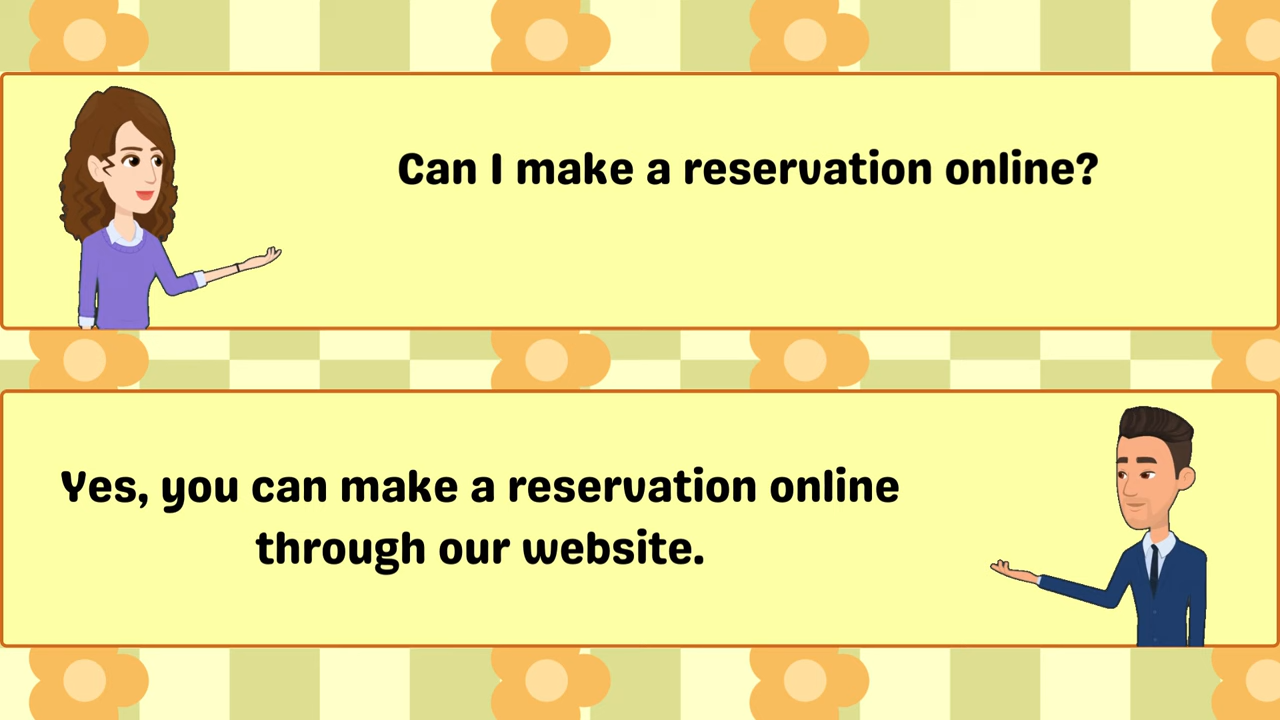 Can I make a reservation online?
Yes, you can make a reservation online
through our website.